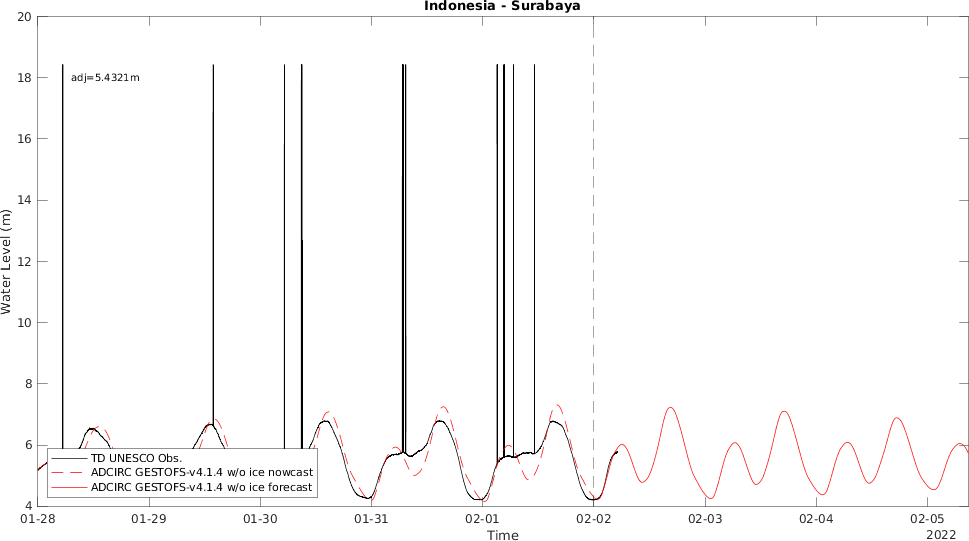 Indonesia - Surabaya
20
18
16
14
12
10
8
6
4
Water Level (m)
adj=5.4321m
TD UNESCO Obs.
ADCIRC GESTOFS-v4.1.4 w/o ice nowcast
ADCIRC GESTOFS-v4.1.4 w/o ice forecast
01-28 01-29 01-30 01-31 02-01 02-02 02-03 02-04 02-05
Time
2022